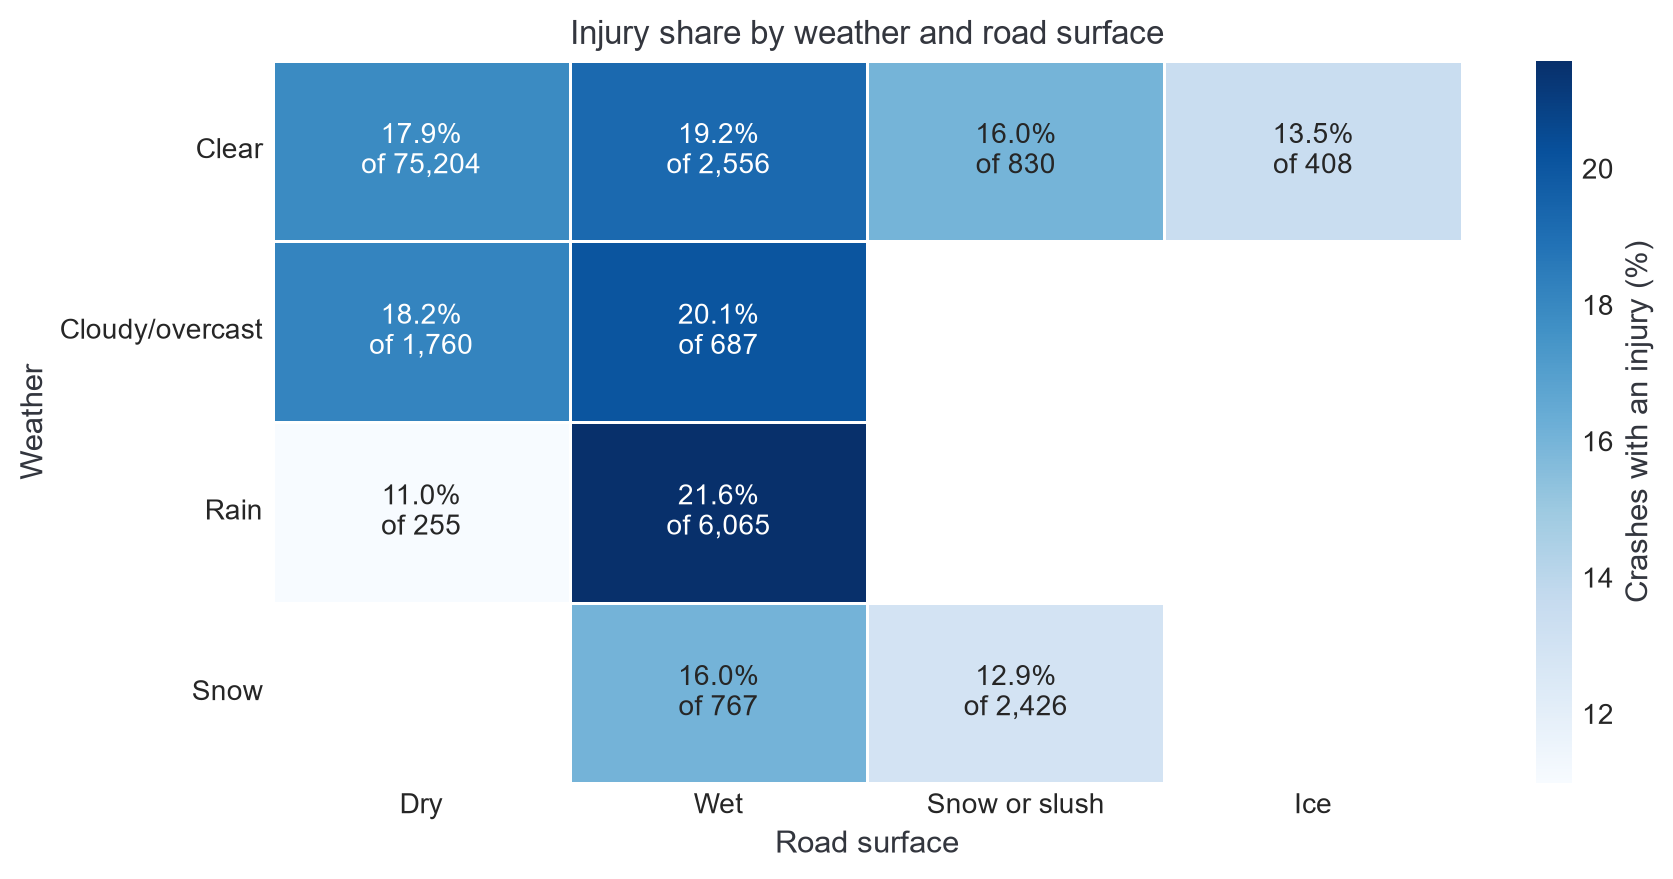 Injury share by weather and road surface
Weather
Clear
17.9%
of 75,204
19.2%
of 2,556
16.0%
of 830
13.5%
of 408
Cloudy/overcast
18.2%
of 1,760
20.1%
of 687
Rain
11.0%
of 255
21.6%
of 6,065
Snow
16.0%
of 767
12.9%
of 2,426
Dry
Wet
Snow or slush
Ice
Road surface
20
18
16
14
12
Crashes with an injury (%)